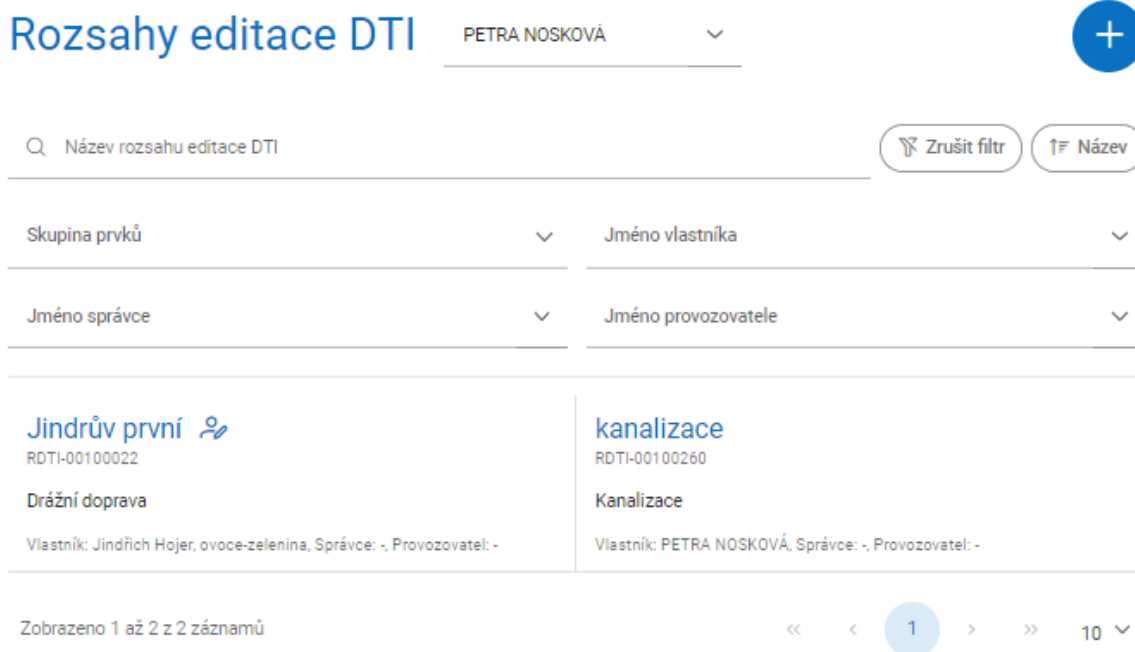 Rozsahy editace DTI PETRA NOSKOVÁ
Název rozsahu editace DTI Zrušit filtr Název
Skupina prvků Jméno vlastníka
Jméno správce Jméno provozovatele
Jindrův první kanalizace
RDTI-00100022 RDTI-00100260
Drážní doprava Kanalizace
Vlastník: Jindřich Hojer, ovoce-zelenina, Správce: -, Provozovatel: - Vlastník: PETRA NOSKOVÁ, Správce: -, Provozovatel: -
Zobrazeno 1 až 2 z 2 záznamů « ‹ 1 › » 10